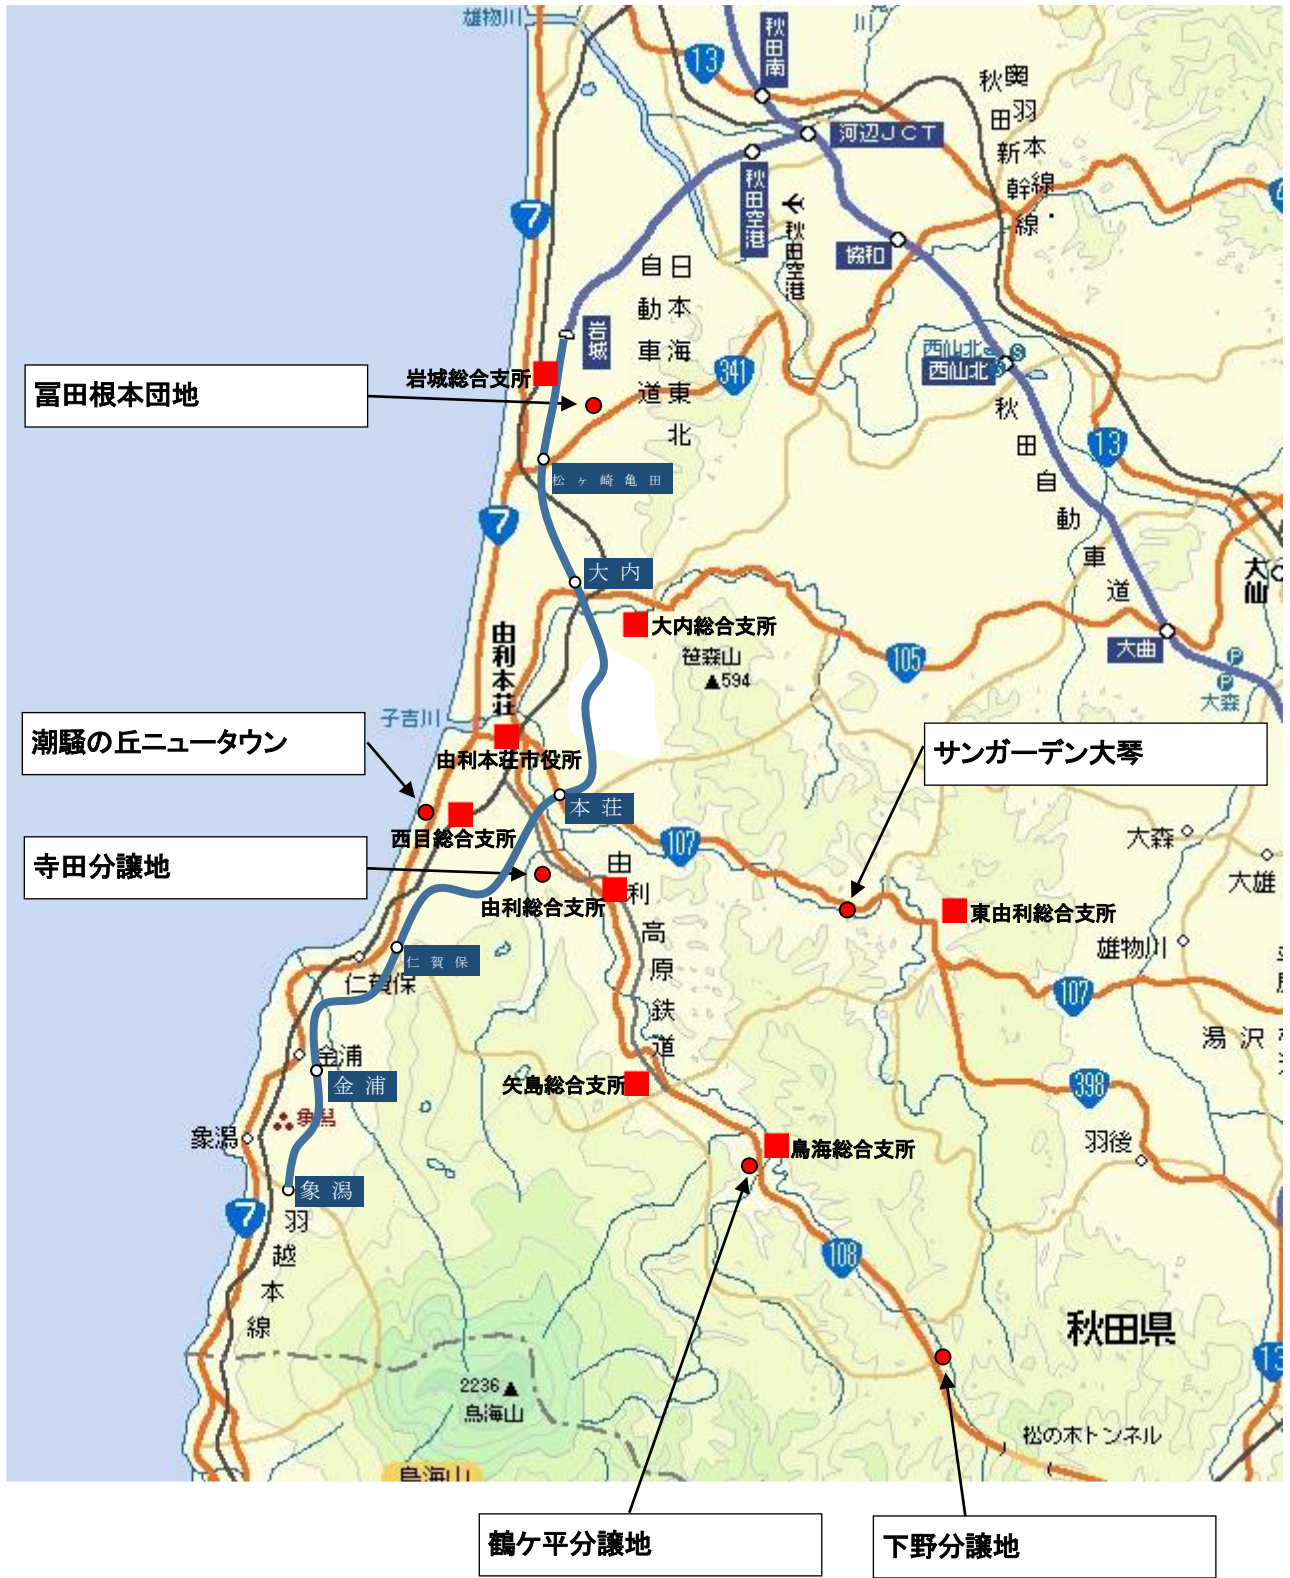 雄物川
川
13
秋田南
奥羽本線・
秋田新幹線
河辺JCT
秋田空港
秋田空港
7
協和
日本海東北
自動車道
岩城
西仙北
西仙北
岩城総合支所
341
冨田根本団地
秋田自動車道
13
松ヶ崎亀田
7
大内
大仙
大内総合支所
由利本荘
笹森山
▲594
105
大曲
大森
子吉川
潮騒の丘ニュータウン
由利本荘市役所
サンガーデン大琴
本荘
西目総合支所
107
大森
寺田分譲地
由利高原鉄道
大雄
由利総合支所
東由利総合支所
雄物川
仁賀保
仁賀保
107
湯沢
金浦
金浦
矢島総合支所
398
象潟
象潟
鳥海総合支所
羽後
象潟
7
羽越本線
108
秋田県
13
2236▲
鳥海山
松の木トンネル
鳥海山
鶴ケ平分譲地
下野分譲地